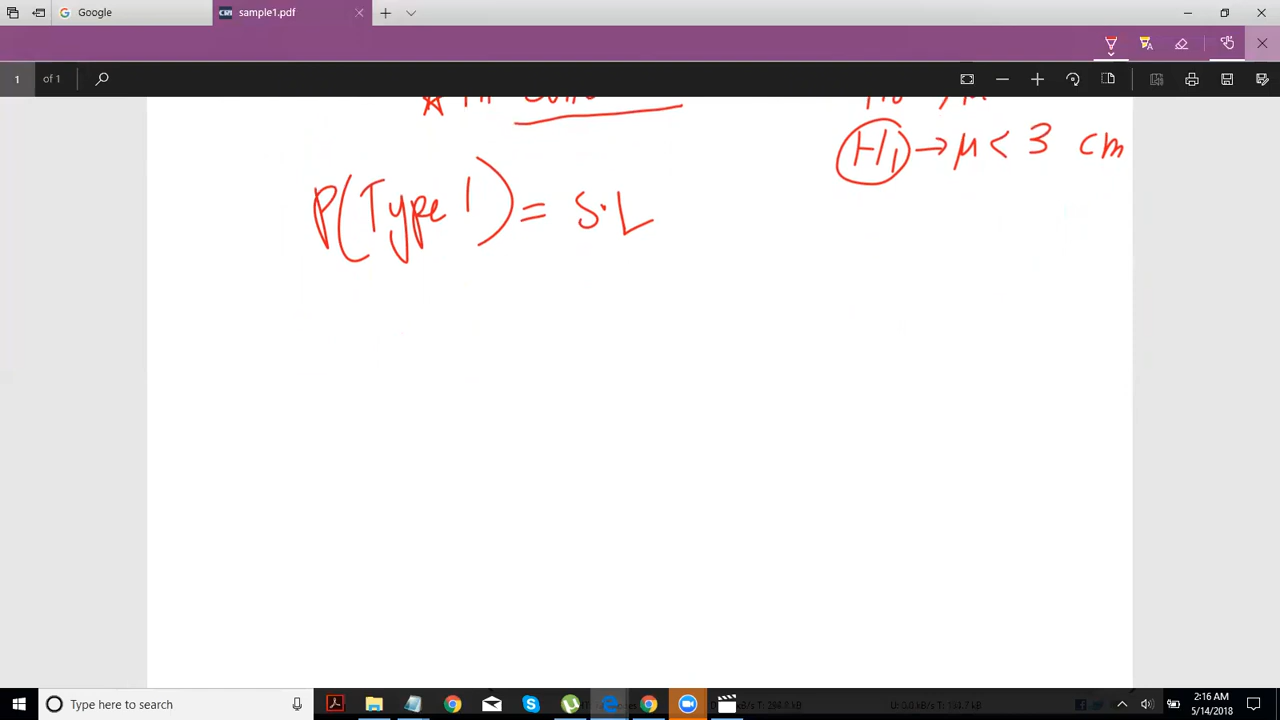 Google
sample1.pdf
1 of 1
H1 → μ < 3 cm
P(Type 1) = S.L
Type here to search
2:16 AM
5/14/2018